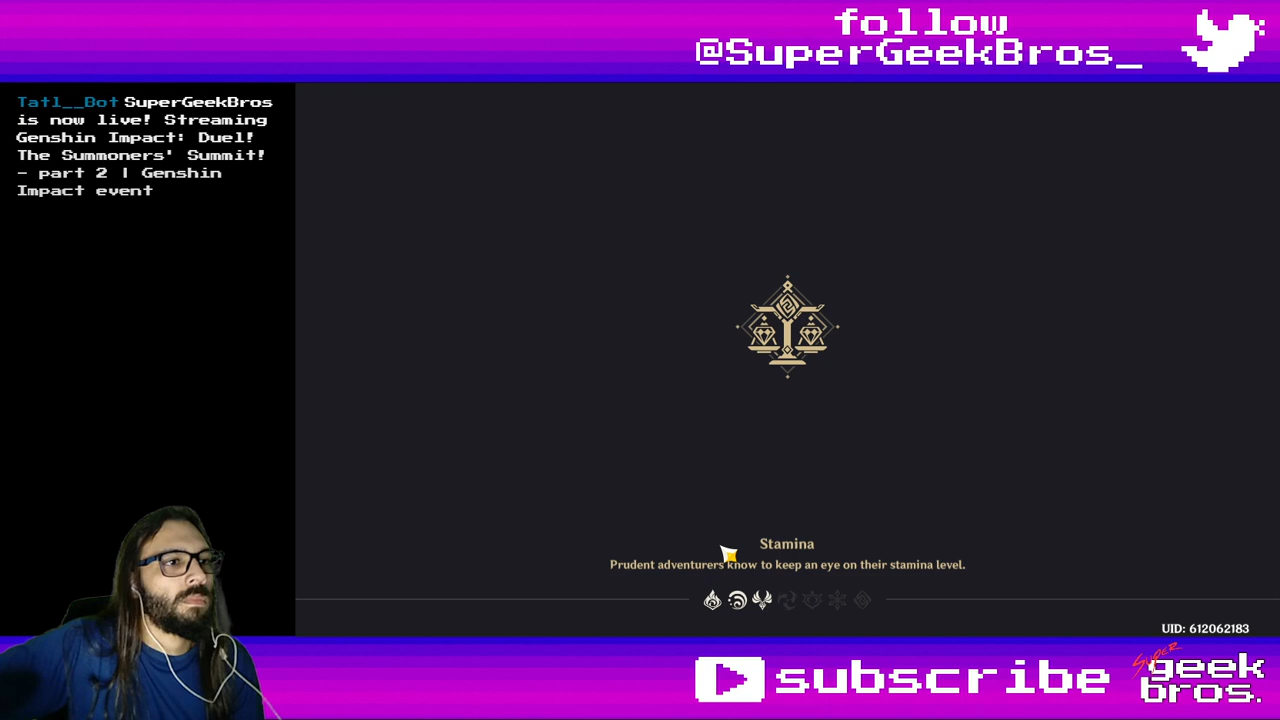 follow
@SuperGeekBros_
Tatl__Bot SuperGeekBros
is now live! Streaming
Genshin Impact: Duel!
The Summoners' Summit!
- part 2 | Genshin
Impact event
Stamina
Prudent adventurers know to keep an eye on their stamina level.
UID: 612062183
subscribe
SUPER
geek
bros.